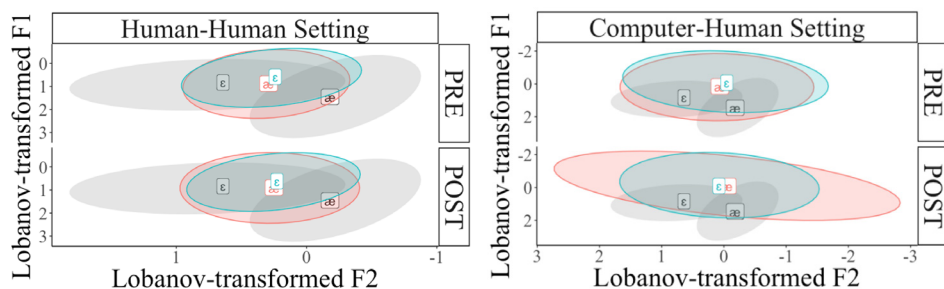 Human-Human Setting
Lobanov-transformed F1
0
1
2
3
ɛ
æ
ɛ
æ
PRE
0
1
2
3
ɛ
æ
ɛ
æ
POST
1
0
-1
Lobanov-transformed F2
Computer-Human Setting
Lobanov-transformed F1
-2
0
2
ɛ
æ
ɛ
æ
PRE
-2
0
2
ɛ
ɛ
æ
æ
POST
3
2
1
0
-1
-2
-3
Lobanov-transformed F2